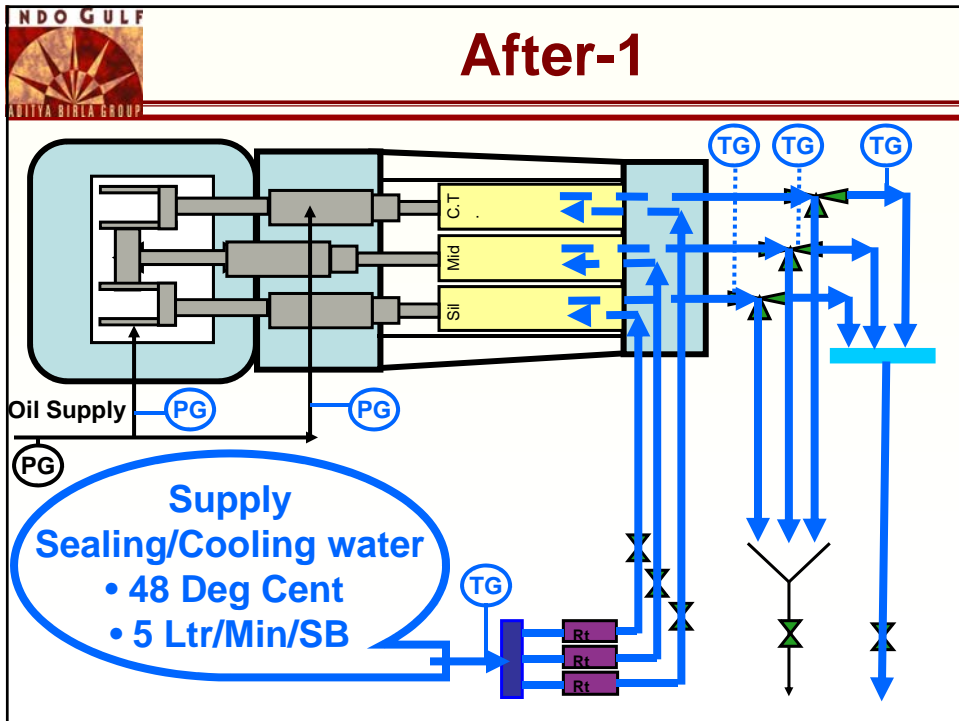 INDO GULF
ADITYA BIRLA GROUP
After-1
TG TG TG
C.T.
Mid
Sil
Oil Supply
PG PG
PG
Supply
Sealing/Cooling water
• 48 Deg Cent
• 5 Ltr/Min/SB
TG
Rt
Rt
Rt